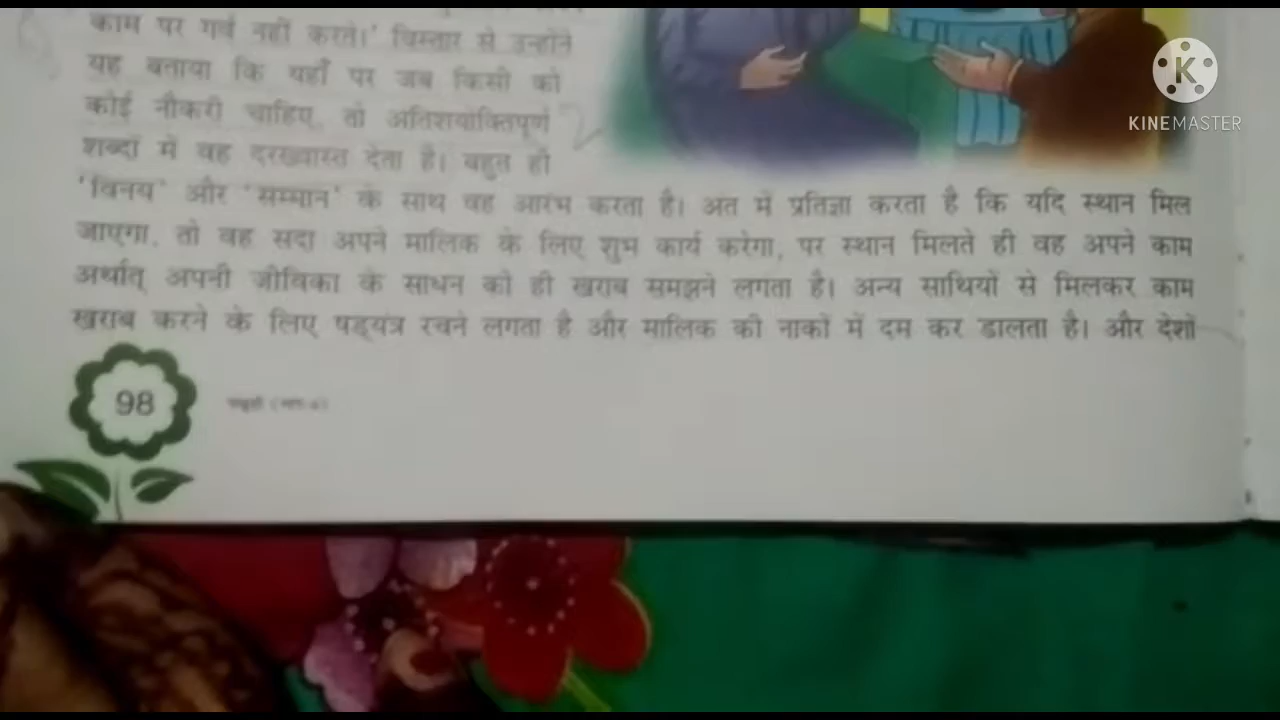 काम पर गर्व नहीं करते।' विस्तार से उन्होंने
यह बताया कि यहाँ पर जब किसी को
कोई नौकरी चाहिए, तो अतिशयोक्तिपूर्ण
शब्दों में वह दरख्वास्त देता है। बहुत ही
'विनय' और 'सम्मान' के साथ वह आरंभ करता है। अंत में प्रतिज्ञा करता है कि यदि स्थान मिल
जाएगा, तो वह सदा अपने मालिक के लिए शुभ कार्य करेगा, पर स्थान मिलते ही वह अपने काम
अर्थात् अपनी जीविका के साधन को ही खराब समझने लगता है। अन्य साथियों से मिलकर काम
खराब करने के लिए षड्यंत्र रचने लगता है और मालिक की नाकों में दम कर डालता है। और देशों
98
K
KINEMASTER